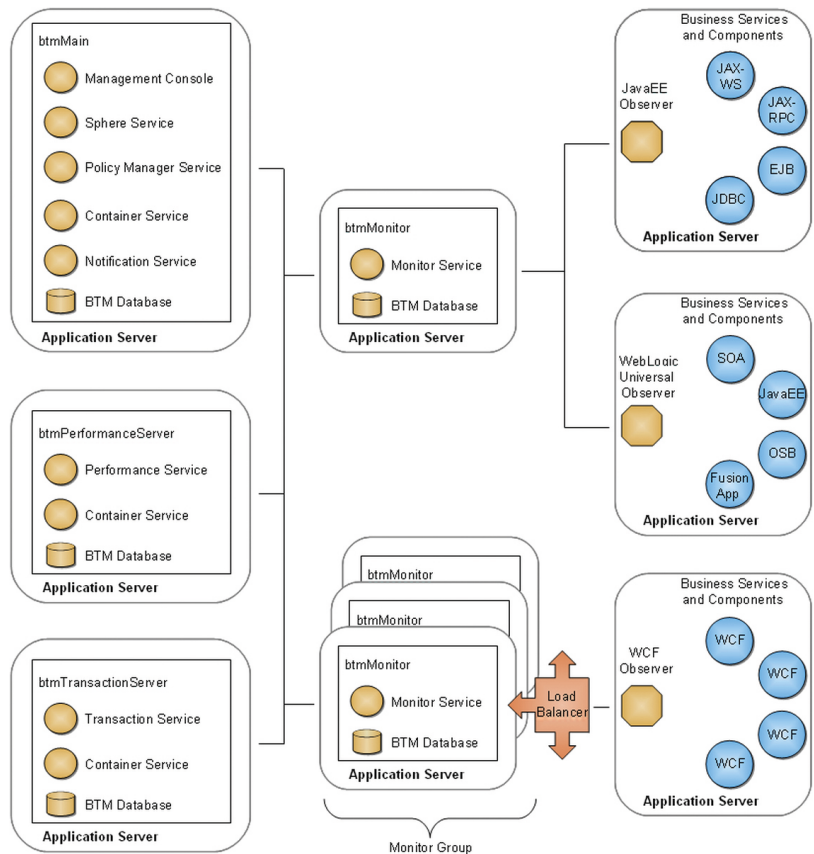 btmMain
Management Console
Sphere Service
Policy Manager Service
Container Service
Notification Service
BTM Database
Application Server
btmPerformanceServer
Performance Service
Container Service
BTM Database
Application Server
btmTransactionServer
Transaction Service
Container Service
BTM Database
Application Server
btmMonitor
Monitor Service
BTM Database
Application Server
btmMonitor
btmMonitor
btmMonitor
Monitor Service
BTM Database
Application Server
Monitor Group
Load
Balancer
Business Services
and Components
JavaEE
Observer
JAX-
WS
JAX-
RPC
EJB
JDBC
Application Server
Business Services
and Components
WebLogic
Universal
Observer
SOA
JavaEE
OSB
Fusion
App
Application Server
Business Services
and Components
WCF
Observer
WCF
WCF
WCF
WCF
Application Server